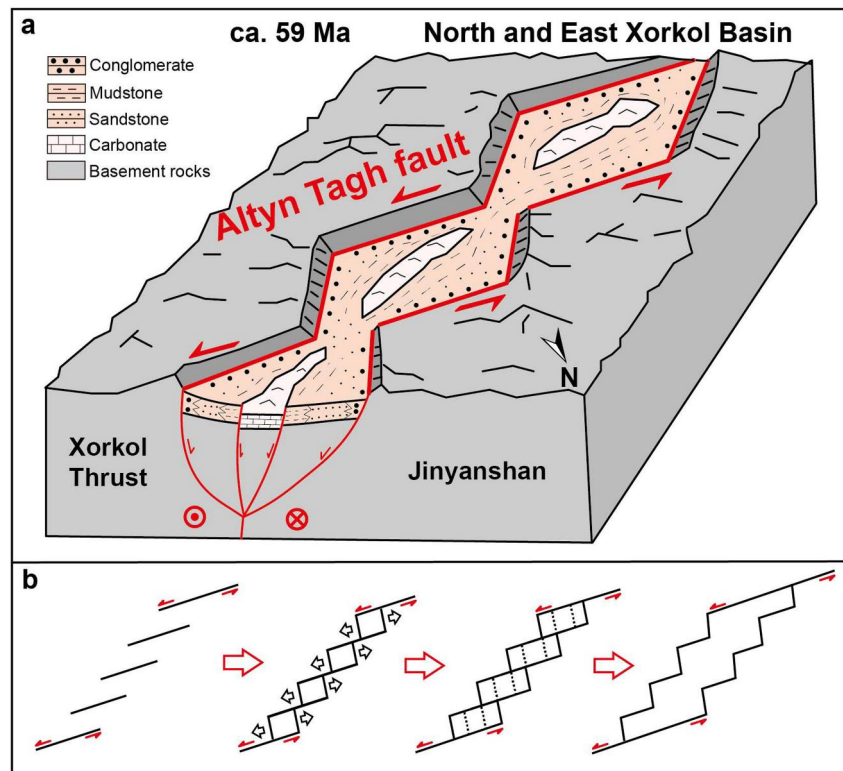 a
ca. 59 Ma
North and East Xorkol Basin
Conglomerate
Mudstone
Sandstone
Carbonate
Basement rocks
Altyn Tagh fault
N
Xorkol
Thrust
Jinyanshan
b